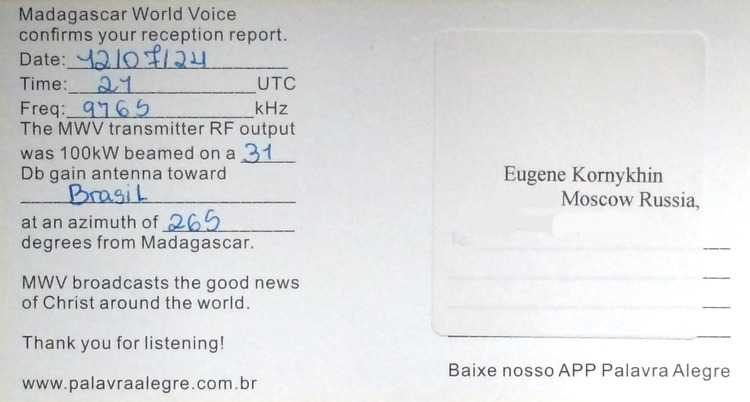 Madagascar World Voice
confirms your reception report.
Date: 12/07/24
Time: 21 UTC
Freq: 9765 kHz
The MWV transmitter RF output
was 100kW beamed on a 31
Db gain antenna toward
Brasil
at an azimuth of 265
degrees from Madagascar.
MWV broadcasts the good news
of Christ around the world.
Thank you for listening!
www.palavraalegre.com.br
Eugene Kornykhin
Moscow Russia,
To:
Baixe nosso APP Palavra Alegre